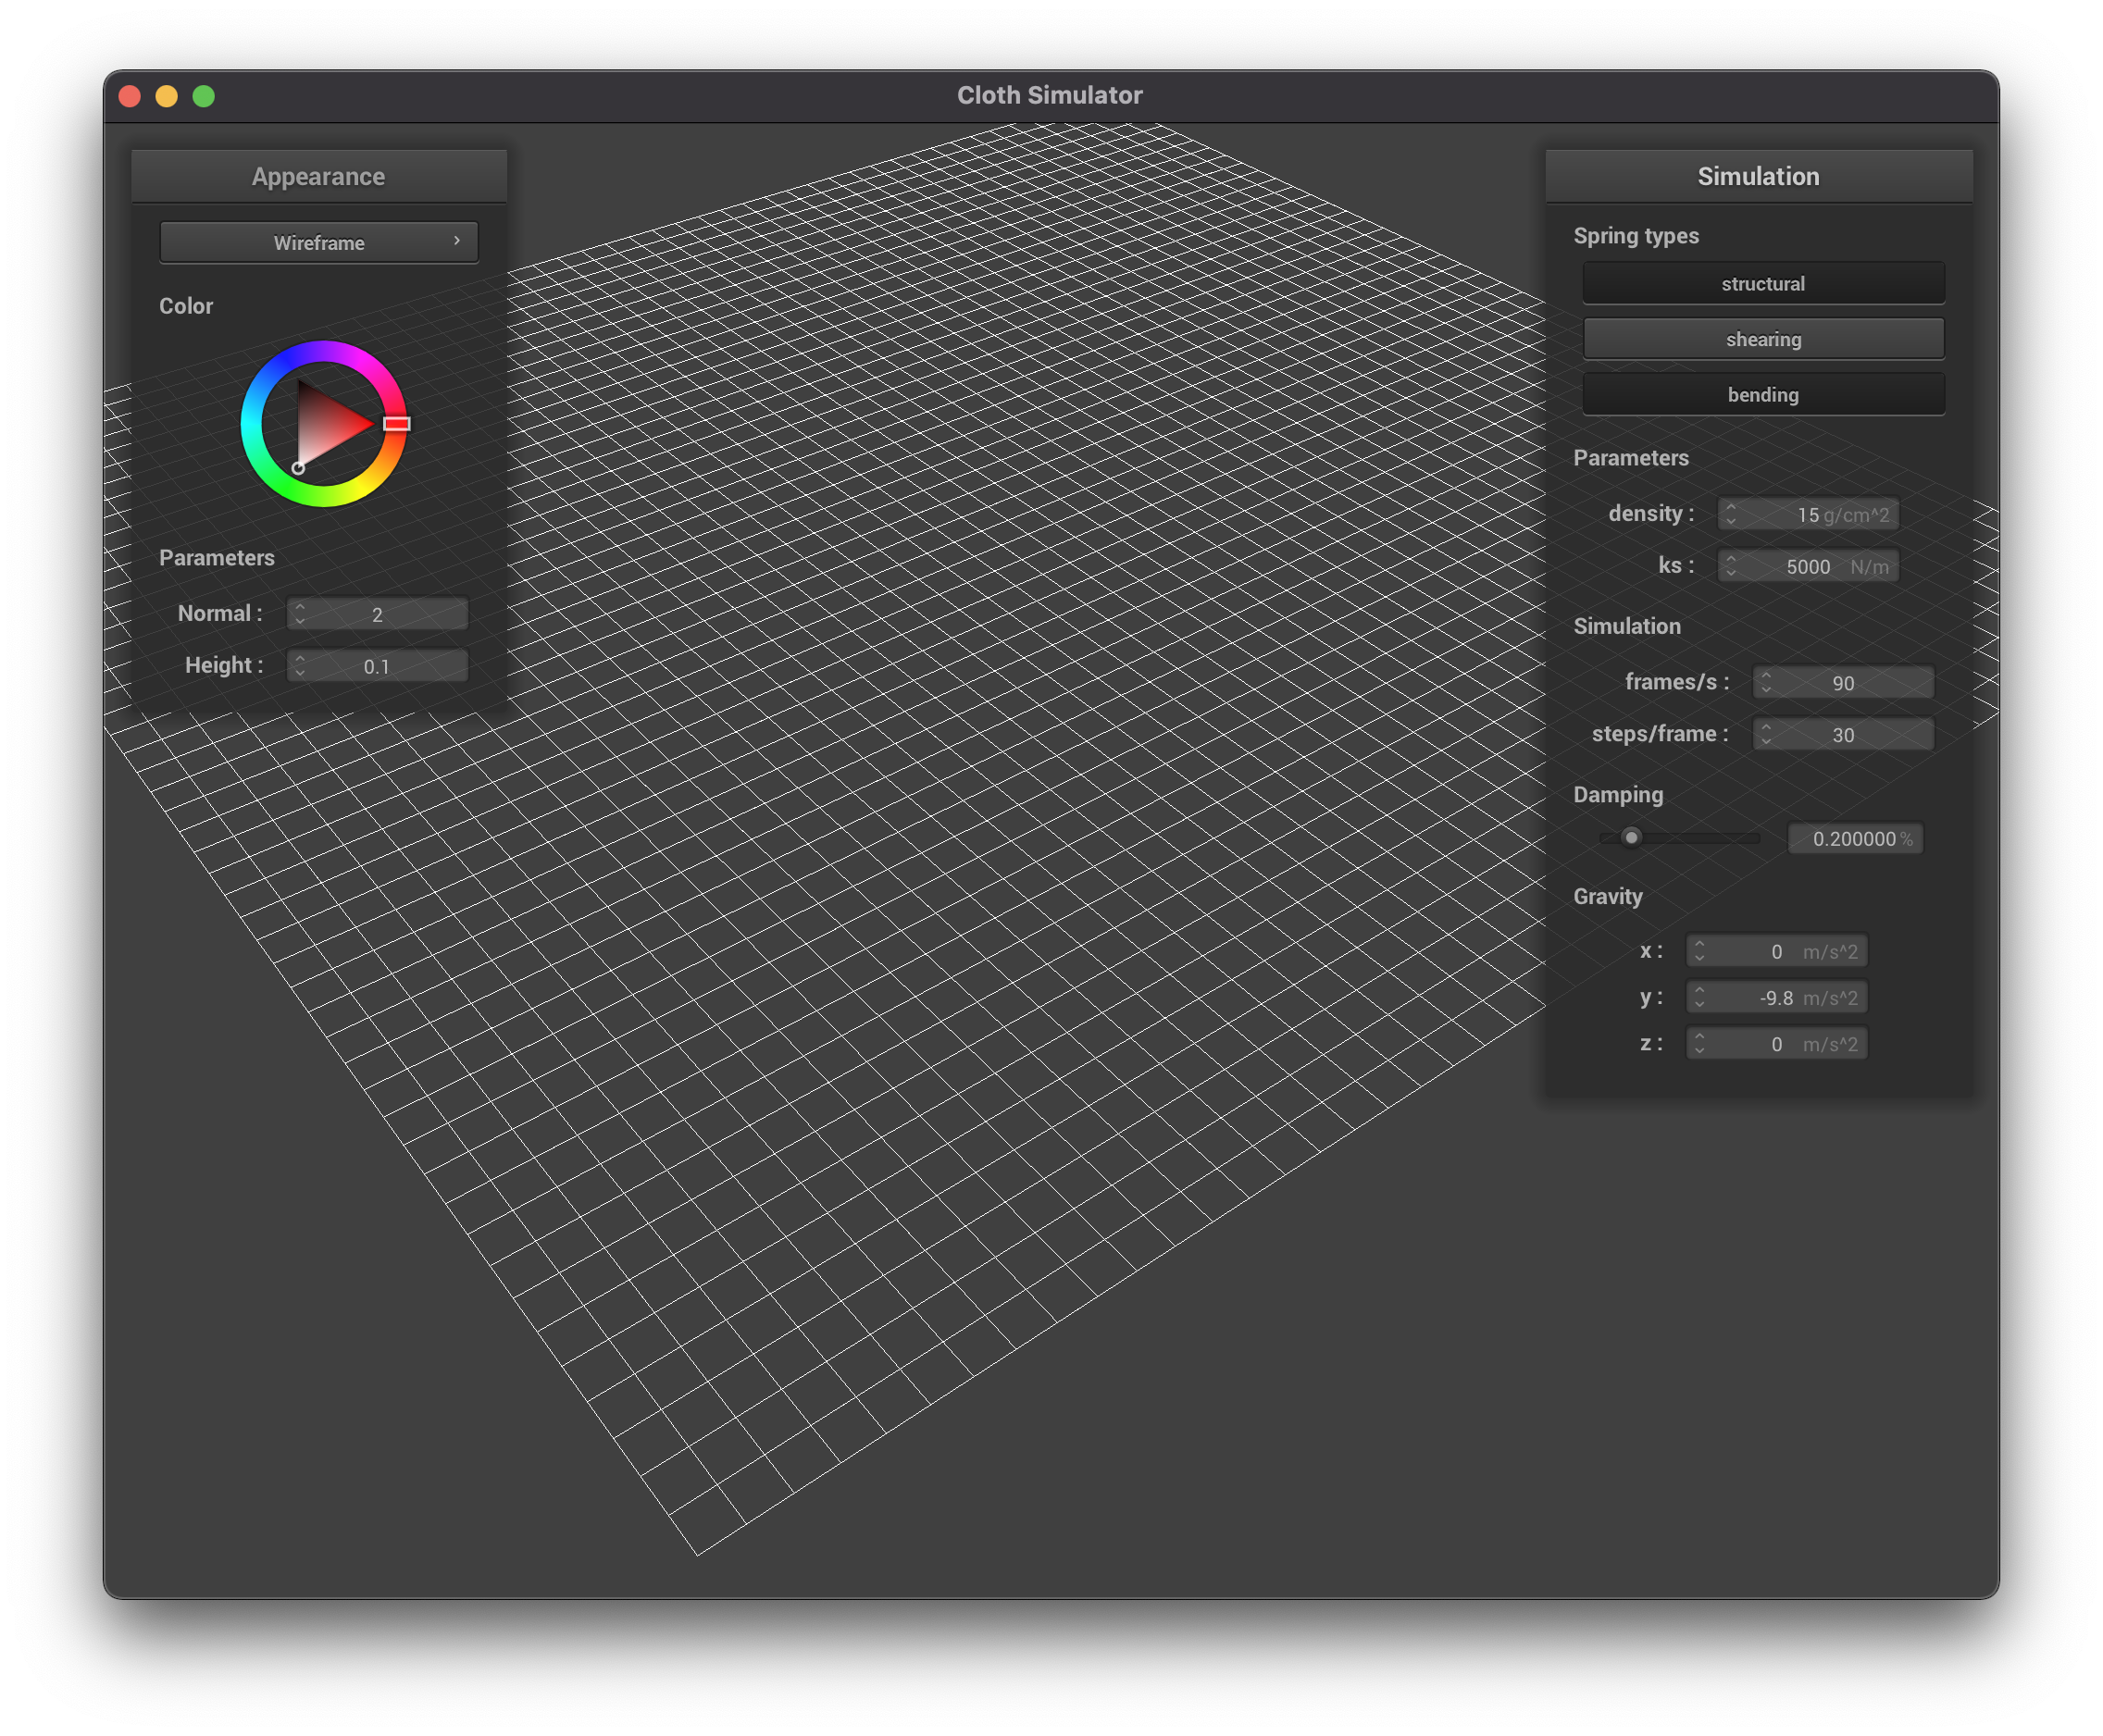 Cloth Simulator
Appearance
Wireframe
Color
Parameters
Normal : 2
Height : 0.1
Simulation
Spring types
structural
shearing
bending
Parameters
density : 15 g/cm^2
ks : 5000 N/m
Simulation
frames/s : 90
steps/frame : 30
Damping
0.200000 %
Gravity
x : 0 m/s^2
y : -9.8 m/s^2
z : 0 m/s^2